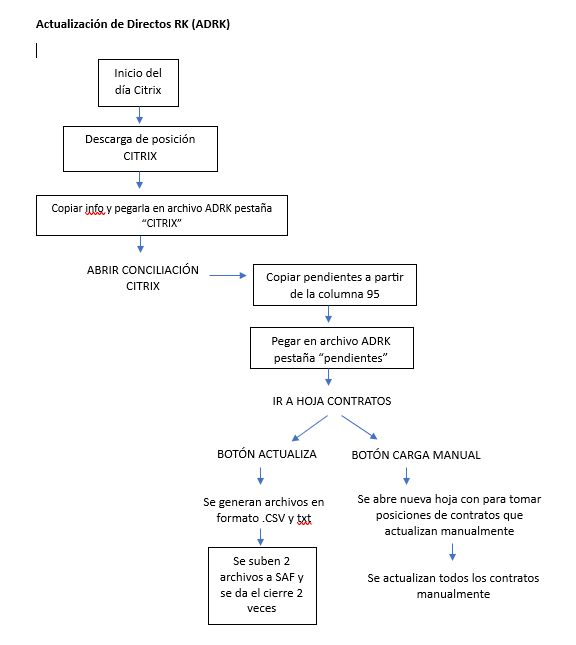 Actualización de Directos RK (ADRK)
Inicio del
día Citrix
Descarga de posición
CITRIX
Copiar info y pegarla en archivo ADRK pestaña
“CITRIX”
ABRIR CONCILIACIÓN
CITRIX
Copiar pendientes a partir
de la columna 95
Pegar en archivo ADRK
pestaña “pendientes”
IR A HOJA CONTRATOS
BOTÓN ACTUALIZA
Se generan archivos en
formato .CSV y txt
Se suben 2
archivos a SAF y
se da el cierre 2
veces
BOTÓN CARGA MANUAL
Se abre nueva hoja con para tomar
posiciones de contratos que
actualizan manualmente
Se actualizan todos los contratos
manualmente